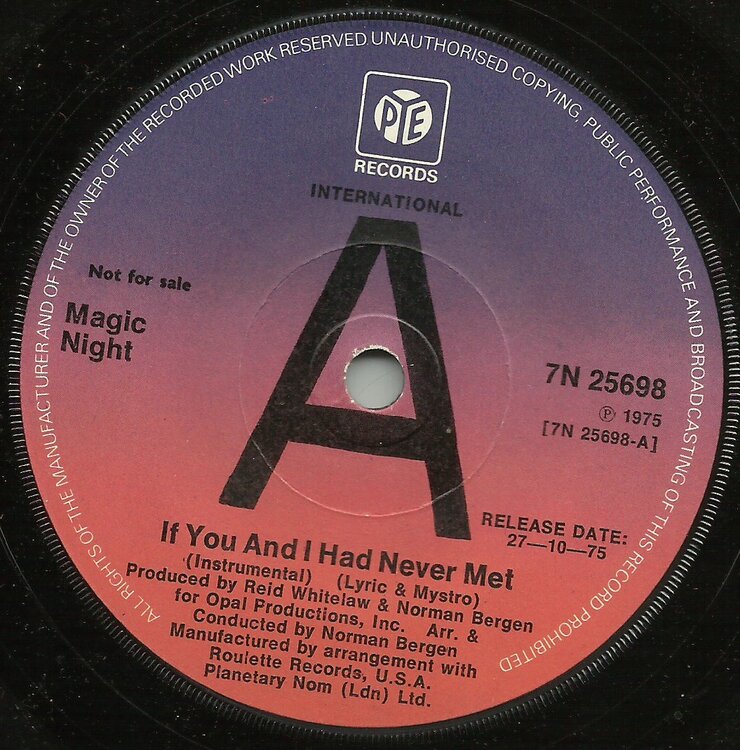 ALL RIGHTS OF THE MANUFACTURER AND OF THE OWNER OF THE RECORDED WORK RESERVED. UNAUTHORISED COPYING, PUBLIC PERFORMANCE AND BROADCASTING OF THIS RECORD PROHIBITED
PYE
RECORDS
INTERNATIONAL
A
Not for sale
Magic
Night
7N 25698
℗ 1975
[7N 25698-A]
RELEASE DATE:
27—10—75
If You And I Had Never Met
(Instrumental) (Lyric & Mystro)
Produced by Reid Whitelaw & Norman Bergen
for Opal Productions, Inc. Arr. &
Conducted by Norman Bergen
Manufactured by arrangement with
Roulette Records, U.S.A.
Planetary Nom (Ldn) Ltd.